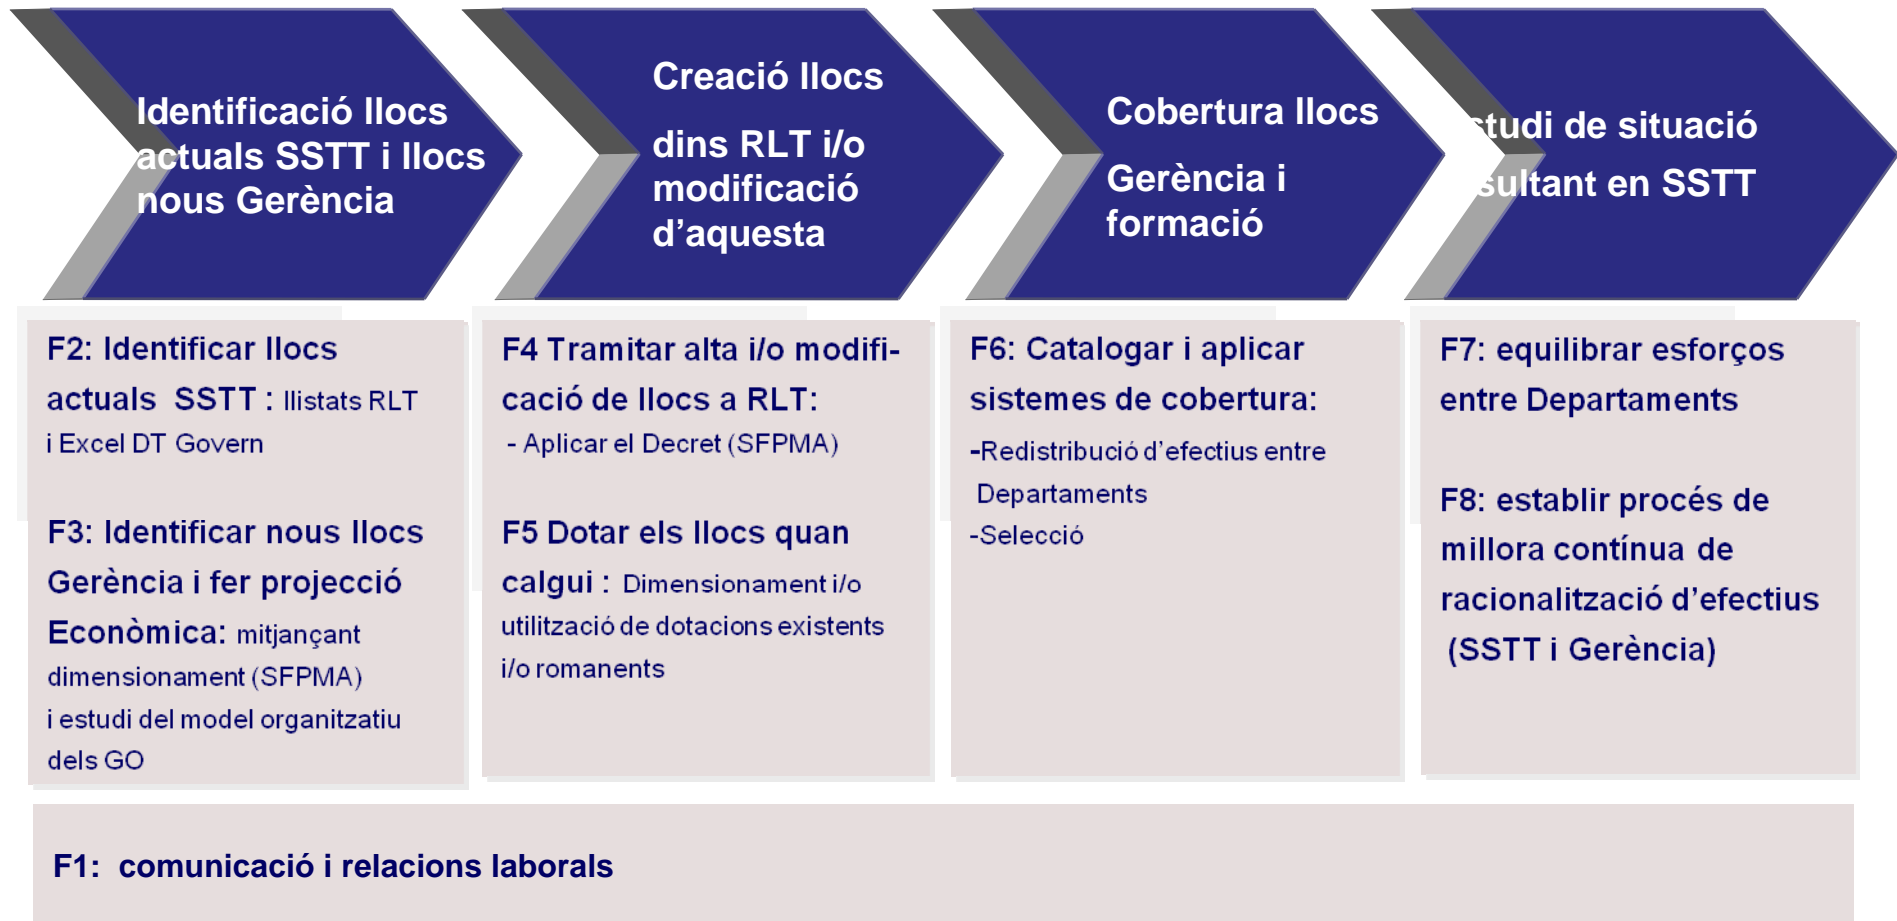 Identificació llocs
actuals SSTT i llocs
nous Gerència
Creació llocs
dins RLT i/o
modificació
d’aquesta
Cobertura llocs
Gerència i
formació
studi de situació
sultant en SSTT
F2: Identificar llocs
actuals SSTT : llistats RLT
i Excel DT Govern
F3: Identificar nous llocs
Gerència i fer projecció
Econòmica: mitjançant
dimensionament (SFPMA)
i estudi del model organitzatiu
dels GO
F4 Tramitar alta i/o modifi-
cació de llocs a RLT:
- Aplicar el Decret (SFPMA)
F5 Dotar els llocs quan
calgui : Dimensionament i/o
utilització de dotacions existents
i/o romanents
F6: Catalogar i aplicar
sistemes de cobertura:
-Redistribució d’efectius entre
Departaments
-Selecció
F7: equilibrar esforços
entre Departaments
F8: establir procés de
millora contínua de
racionalització d’efectius
(SSTT i Gerència)
F1: comunicació i relacions laborals